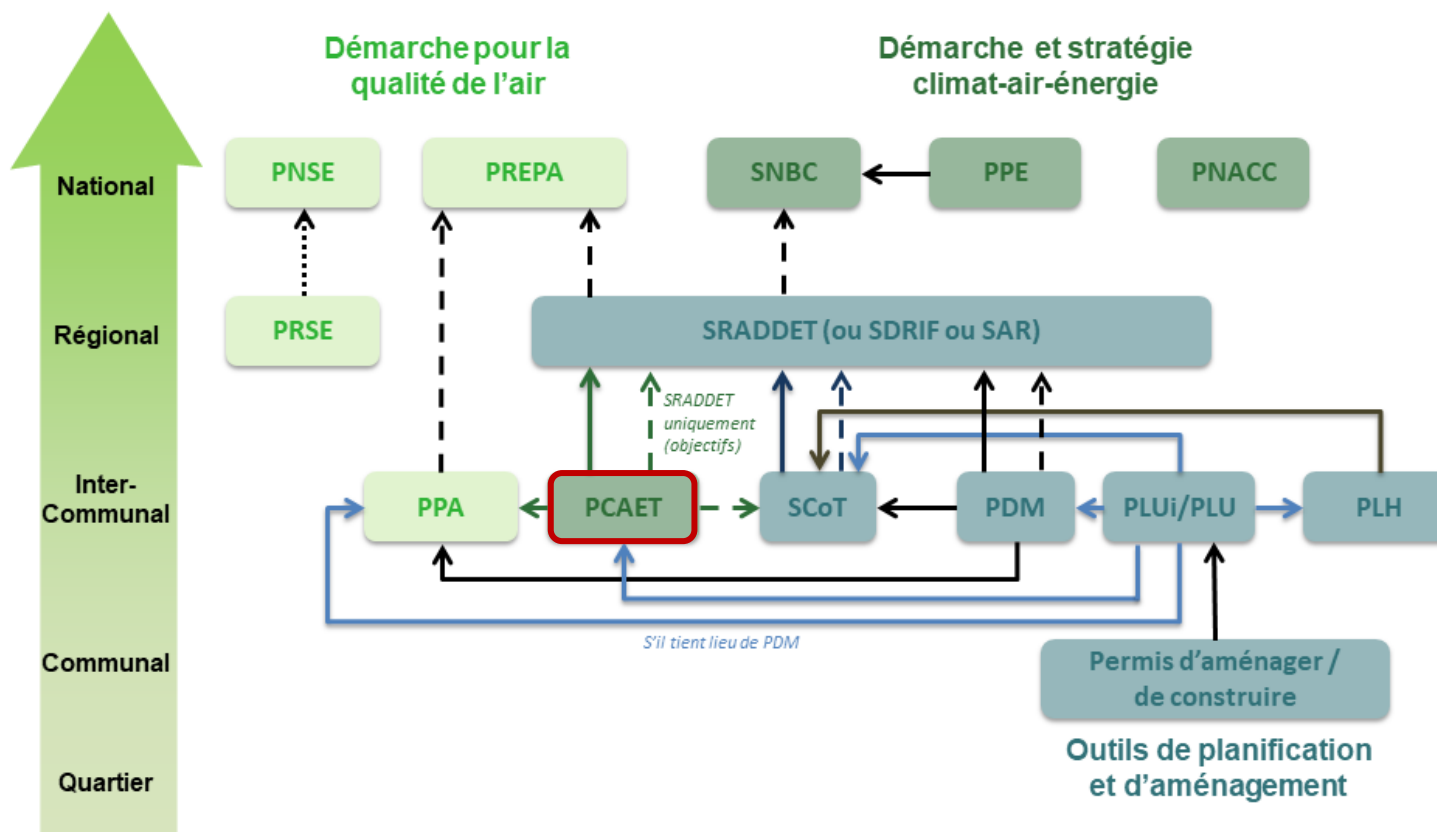 Démarche pour la
qualité de l'air
Démarche et stratégie
climat-air-énergie
National
PNSE
PREPA
SNBC
PPE
PNACC
Régional
PRSE
SRADDET (ou SDRIF ou SAR)
SRADDET
uniquement
(objectifs)
Inter-
Communal
PPA
PCAET
SCoT
PDM
PLUi/PLU
PLH
S'il tient lieu de PDM
Communal
Permis d'aménager /
de construire
Outils de planification
et d'aménagement
Quartier